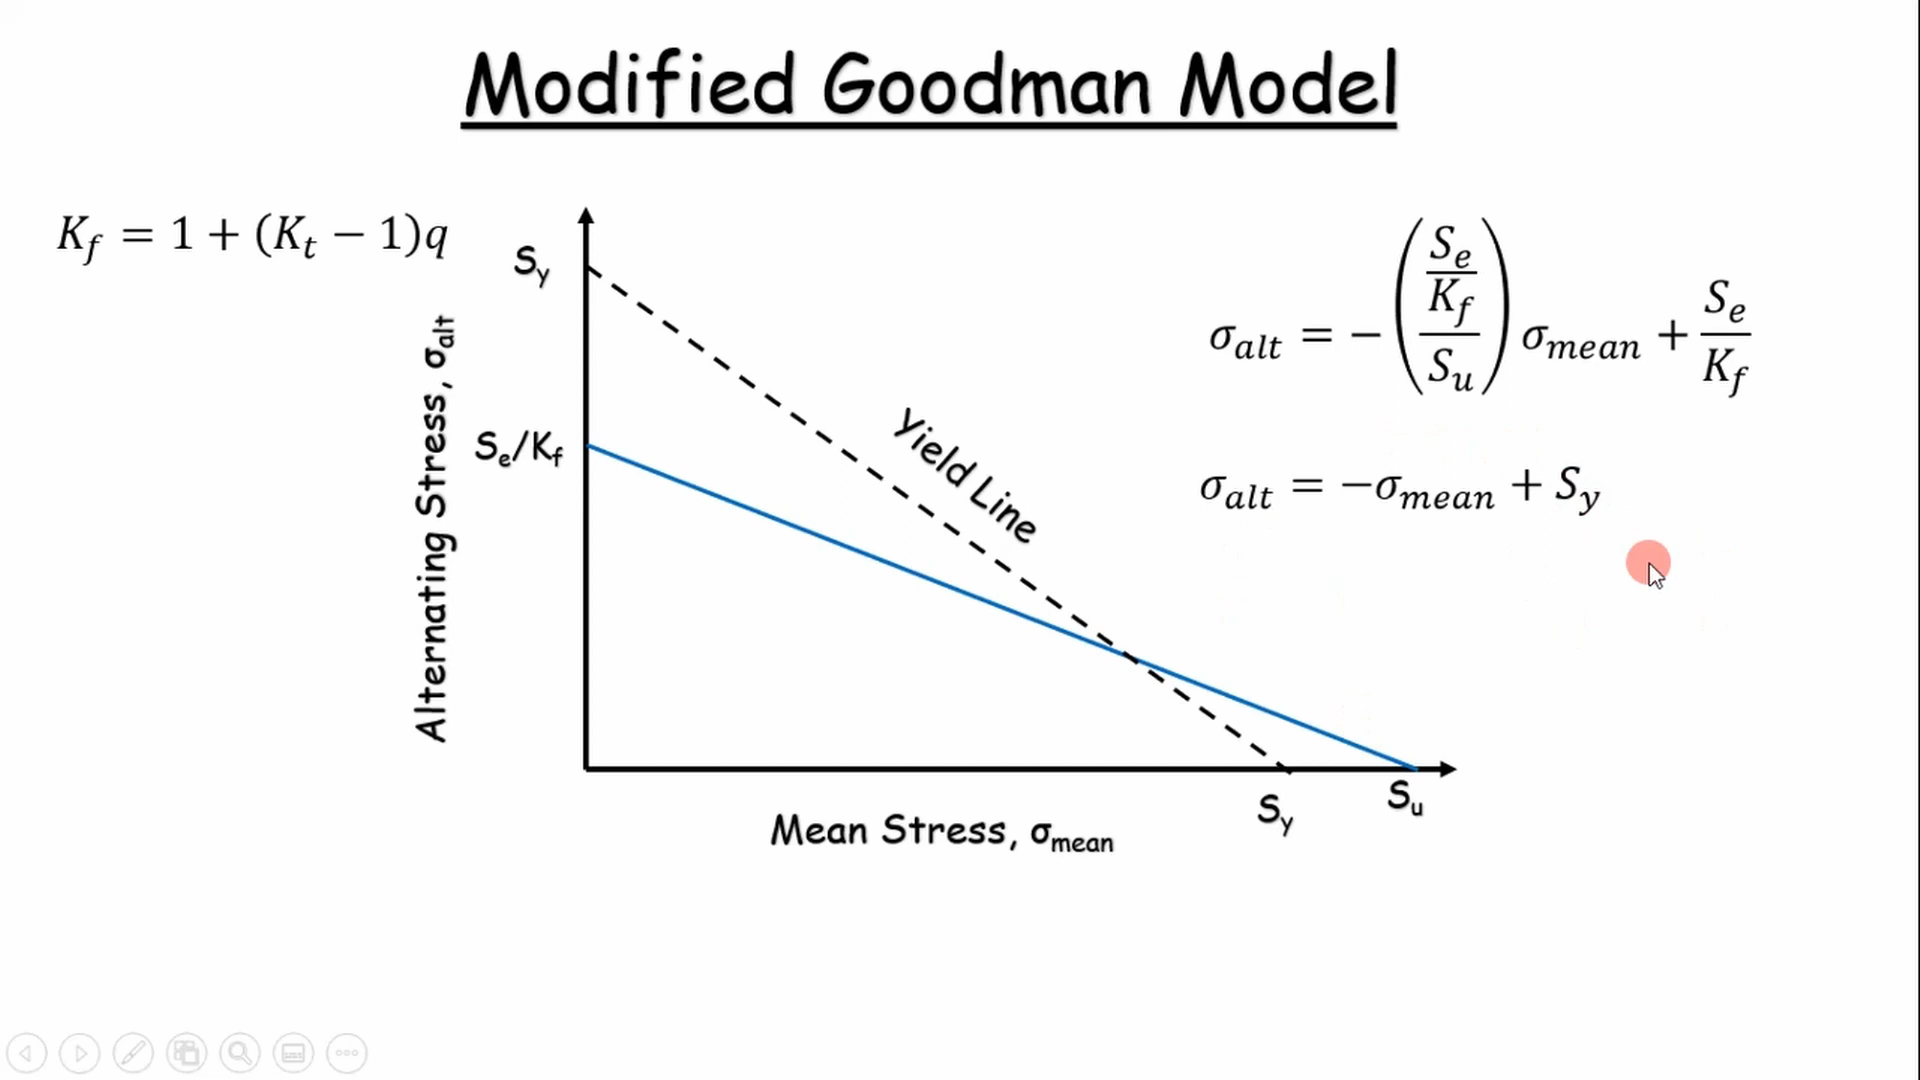 Modified Goodman Model
K_f = 1 + (K_t − 1)q
S_y
Alternating Stress, σ_alt
S_e/K_f
Yield Line
σ_alt = −((S_e/K_f)/S_u) σ_mean + S_e/K_f
σ_alt = −σ_mean + S_y
S_y
S_u
Mean Stress, σ_mean